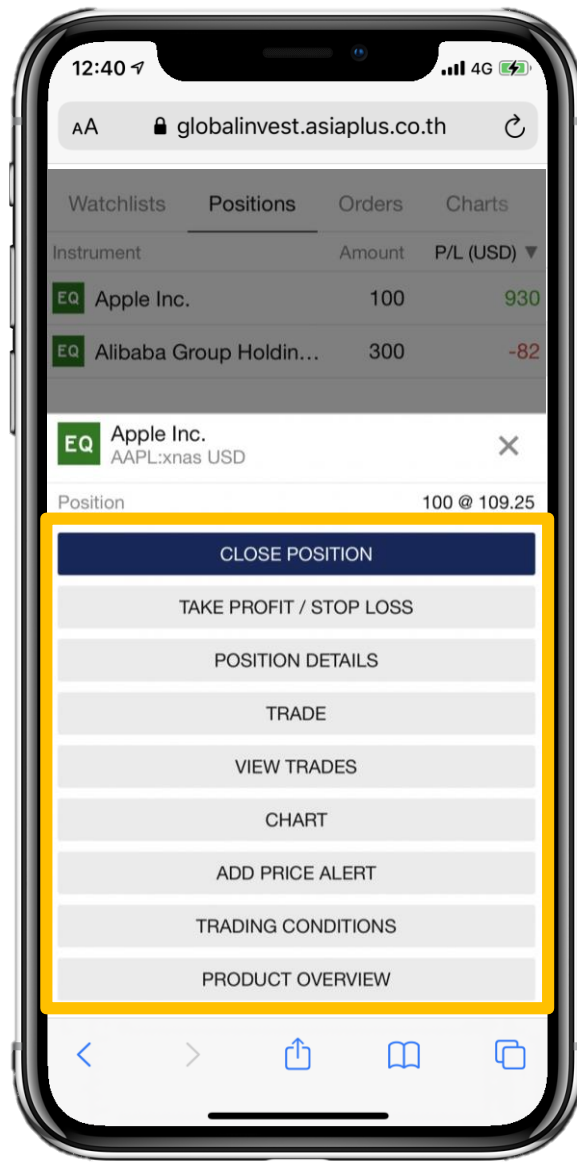 12:40 4G
AA globalinvest.asiaplus.co.th
Watchlists Positions Orders Charts
Instrument Amount P/L (USD) ▼
EQ Apple Inc. 100 930
EQ Alibaba Group Holdin... 300 -82
EQ Apple Inc.
AAPL:xnas USD
Position 100 @ 109.25
CLOSE POSITION
TAKE PROFIT / STOP LOSS
POSITION DETAILS
TRADE
VIEW TRADES
CHART
ADD PRICE ALERT
TRADING CONDITIONS
PRODUCT OVERVIEW